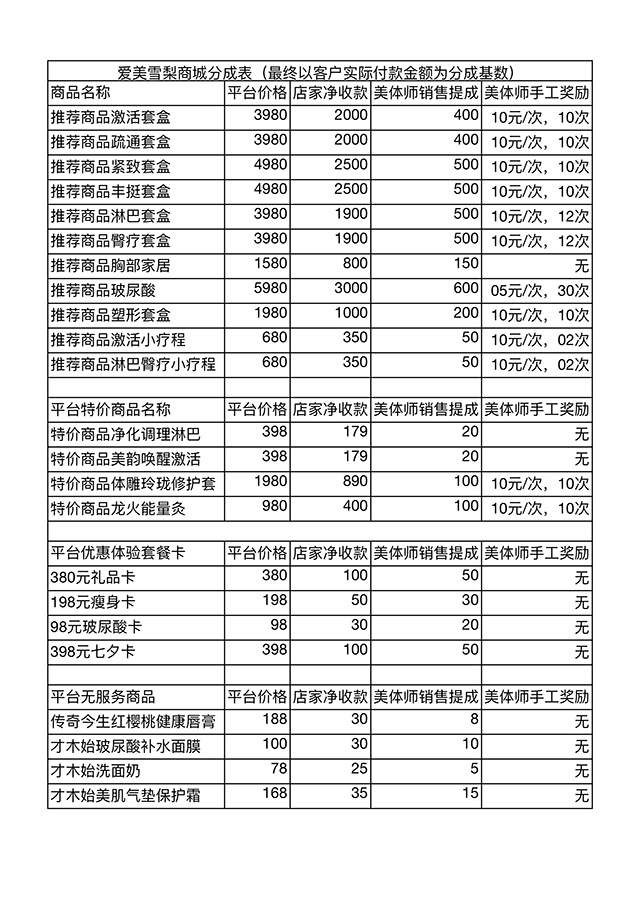 爱美雪梨商城分成表（最终以客户实际付款金额为分成基数）
商品名称 平台价格 店家净收款 美体师销售提成 美体师手工奖励
推荐商品激活套盒 3980 2000 400 10元/次，10次
推荐商品疏通套盒 3980 2000 400 10元/次，10次
推荐商品紧致套盒 4980 2500 500 10元/次，10次
推荐商品丰挺套盒 4980 2500 500 10元/次，10次
推荐商品淋巴套盒 3980 1900 500 10元/次，12次
推荐商品臀疗套盒 3980 1900 500 10元/次，12次
推荐商品胸部家居 1580 800 150 无
推荐商品玻尿酸 5980 3000 600 05元/次，30次
推荐商品塑形套盒 1980 1000 200 10元/次，10次
推荐商品激活小疗程 680 350 50 10元/次，02次
推荐商品淋巴臀疗小疗程 680 350 50 10元/次，02次
平台特价商品名称 平台价格 店家净收款 美体师销售提成 美体师手工奖励
特价商品净化调理淋巴 398 179 20 无
特价商品美韵唤醒激活 398 179 20 无
特价商品体雕玲珑修护套 1980 890 100 10元/次，10次
特价商品龙火能量灸 980 400 100 10元/次，10次
平台优惠体验套餐卡 平台价格 店家净收款 美体师销售提成 美体师手工奖励
380元礼品卡 380 100 50 无
198元瘦身卡 198 50 30 无
98元玻尿酸卡 98 30 20 无
398元七夕卡 398 100 50 无
平台无服务商品 平台价格 店家净收款 美体师销售提成 美体师手工奖励
传奇今生红樱桃健康唇膏 188 30 8 无
才木始玻尿酸补水面膜 100 30 10 无
才木始洗面奶 78 25 5 无
才木始美肌气垫保护霜 168 35 15 无